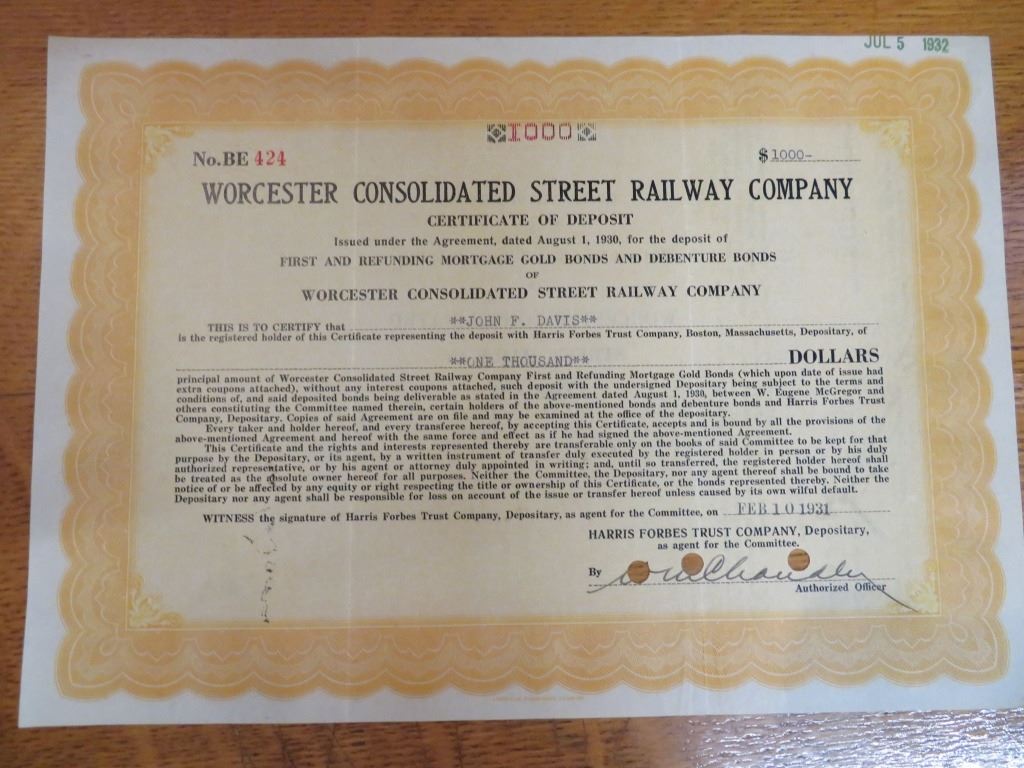 JUL 5 1932
1000
No. BE 424 $ 1000-
WORCESTER CONSOLIDATED STREET RAILWAY COMPANY
CERTIFICATE OF DEPOSIT
Issued under the Agreement, dated August 1, 1930, for the deposit of
FIRST AND REFUNDING MORTGAGE GOLD BONDS AND DEBENTURE BONDS
OF
WORCESTER CONSOLIDATED STREET RAILWAY COMPANY
THIS IS TO CERTIFY that **JOHN F. DAVIS**
is the registered holder of this Certificate representing the deposit with Harris Forbes Trust Company, Boston, Massachusetts, Depositary, of
**ONE THOUSAND** DOLLARS
principal amount of Worcester Consolidated Street Railway Company First and Refunding Mortgage Gold Bonds (which upon date of issue had
extra coupons attached), without any interest coupons attached, such deposit with the undersigned Depositary being subject to the terms and
conditions of, and said deposited bonds being deliverable as stated in the Agreement dated August 1, 1930, between W. Eugene McGregor and
others constituting the Committee named therein, certain holders of the above-mentioned bonds and debenture bonds and Harris Forbes Trust
Company, Depositary. Copies of said Agreement are on file and may be examined at the office of the depositary.
Every taker and holder hereof, and every transferee hereof, by accepting this Certificate, accepts and is bound by all the provisions of the
above-mentioned Agreement and hereof with the same force and effect as if he had signed the above-mentioned Agreement.
This Certificate and the rights and interests represented thereby are transferable only on the books of said Committee to be kept for that
purpose by the Depositary, or its agent, by a written instrument of transfer duly executed by the registered holder in person or by his duly
authorized representative, or by his agent or attorney duly appointed in writing; and, until so transferred, the registered holder hereof shall
be treated as the absolute owner hereof for all purposes. Neither the Committee, the Depositary, nor any agent thereof shall be bound to take
notice of or be affected by any equity or right respecting the title or ownership of this Certificate, or the bonds represented thereby. Neither the
Depositary nor any agent shall be responsible for loss on account of the issue or transfer hereof unless caused by its own wilful default.
WITNESS the signature of Harris Forbes Trust Company, Depositary, as agent for the Committee, on FEB 10 1931
HARRIS FORBES TRUST COMPANY, Depositary,
as agent for the Committee.
By
Authorized Officer